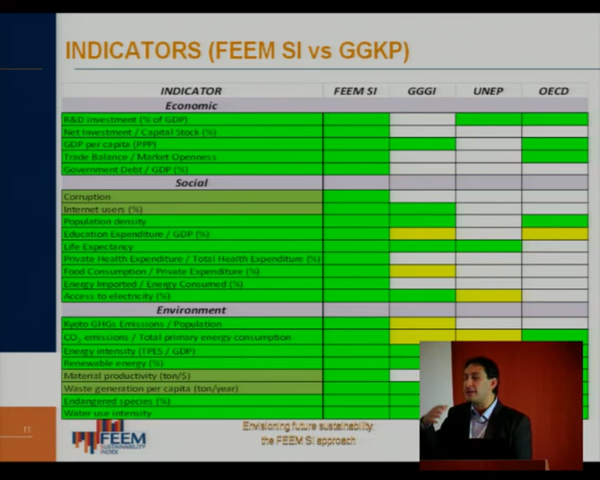 INDICATORS (FEEM SI vs GGKP)
INDICATOR FEEM SI GGGI UNEP OECD
Economic
R&D investment (% of GDP)
Net Investment / Capital Stock (%)
GDP per capita (PPP)
Trade Balance / Market Openness
Government Debt / GDP (%)
Social
Corruption
Internet users (%)
Population density
Education Expenditure / GDP (%)
Life Expectancy
Private Health Expenditure / Total Health Expenditure (%)
Food Consumption / Private Expenditure (%)
Energy Imported / Energy Consumed (%)
Access to electricity (%)
Environment
Kyoto GHGs Emissions / Population
CO2 emissions / Total primary energy consumption
Energy intensity (TPES / GDP)
Renewable energy (%)
Material productivity (ton/$)
Waste generation per capita (ton/year)
Endangered species (%)
Water use intensity
11
FEEM
SUSTAINABILITY
INDEX
Envisioning future sustainability:
the FEEM SI approach